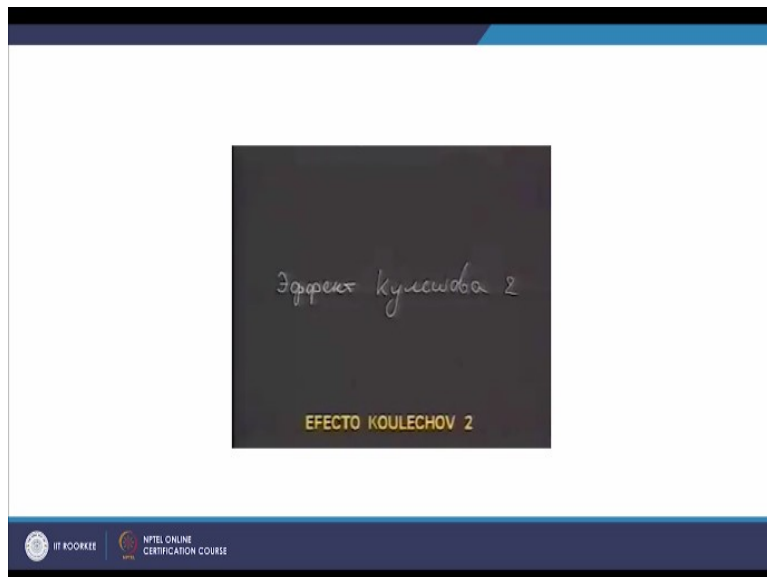 Эффект Кулешова 2
EFECTO KOULECHOV 2
IIT ROORKEE
NPTEL ONLINE
CERTIFICATION COURSE